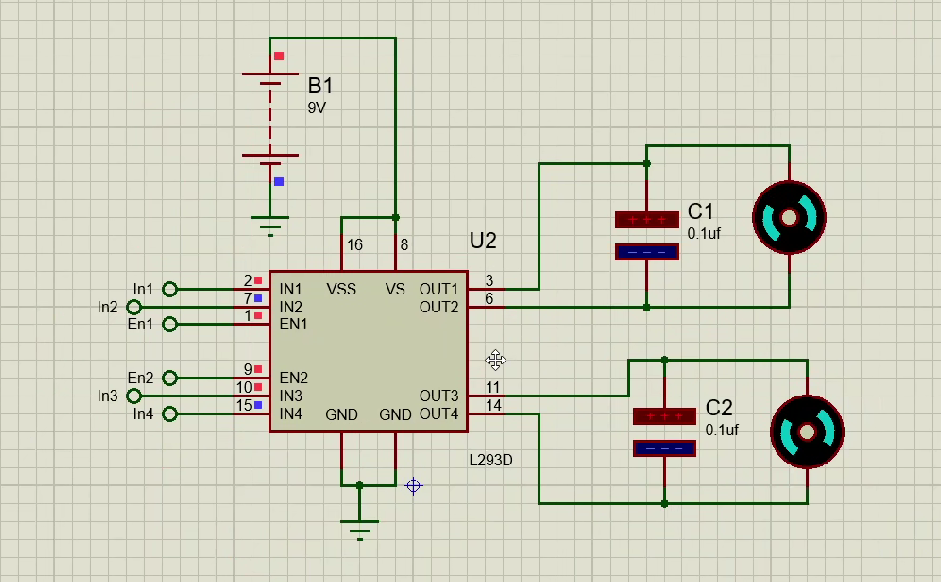 B1
9V
16
8
U2
C1
0.1uf
In1
2
IN1
VSS
VS
OUT1
3
In2
7
IN2
OUT2
6
En1
1
EN1
En2
9
EN2
In3
10
IN3
OUT3
11
In4
15
IN4
GND
GND
OUT4
14
C2
0.1uf
L293D